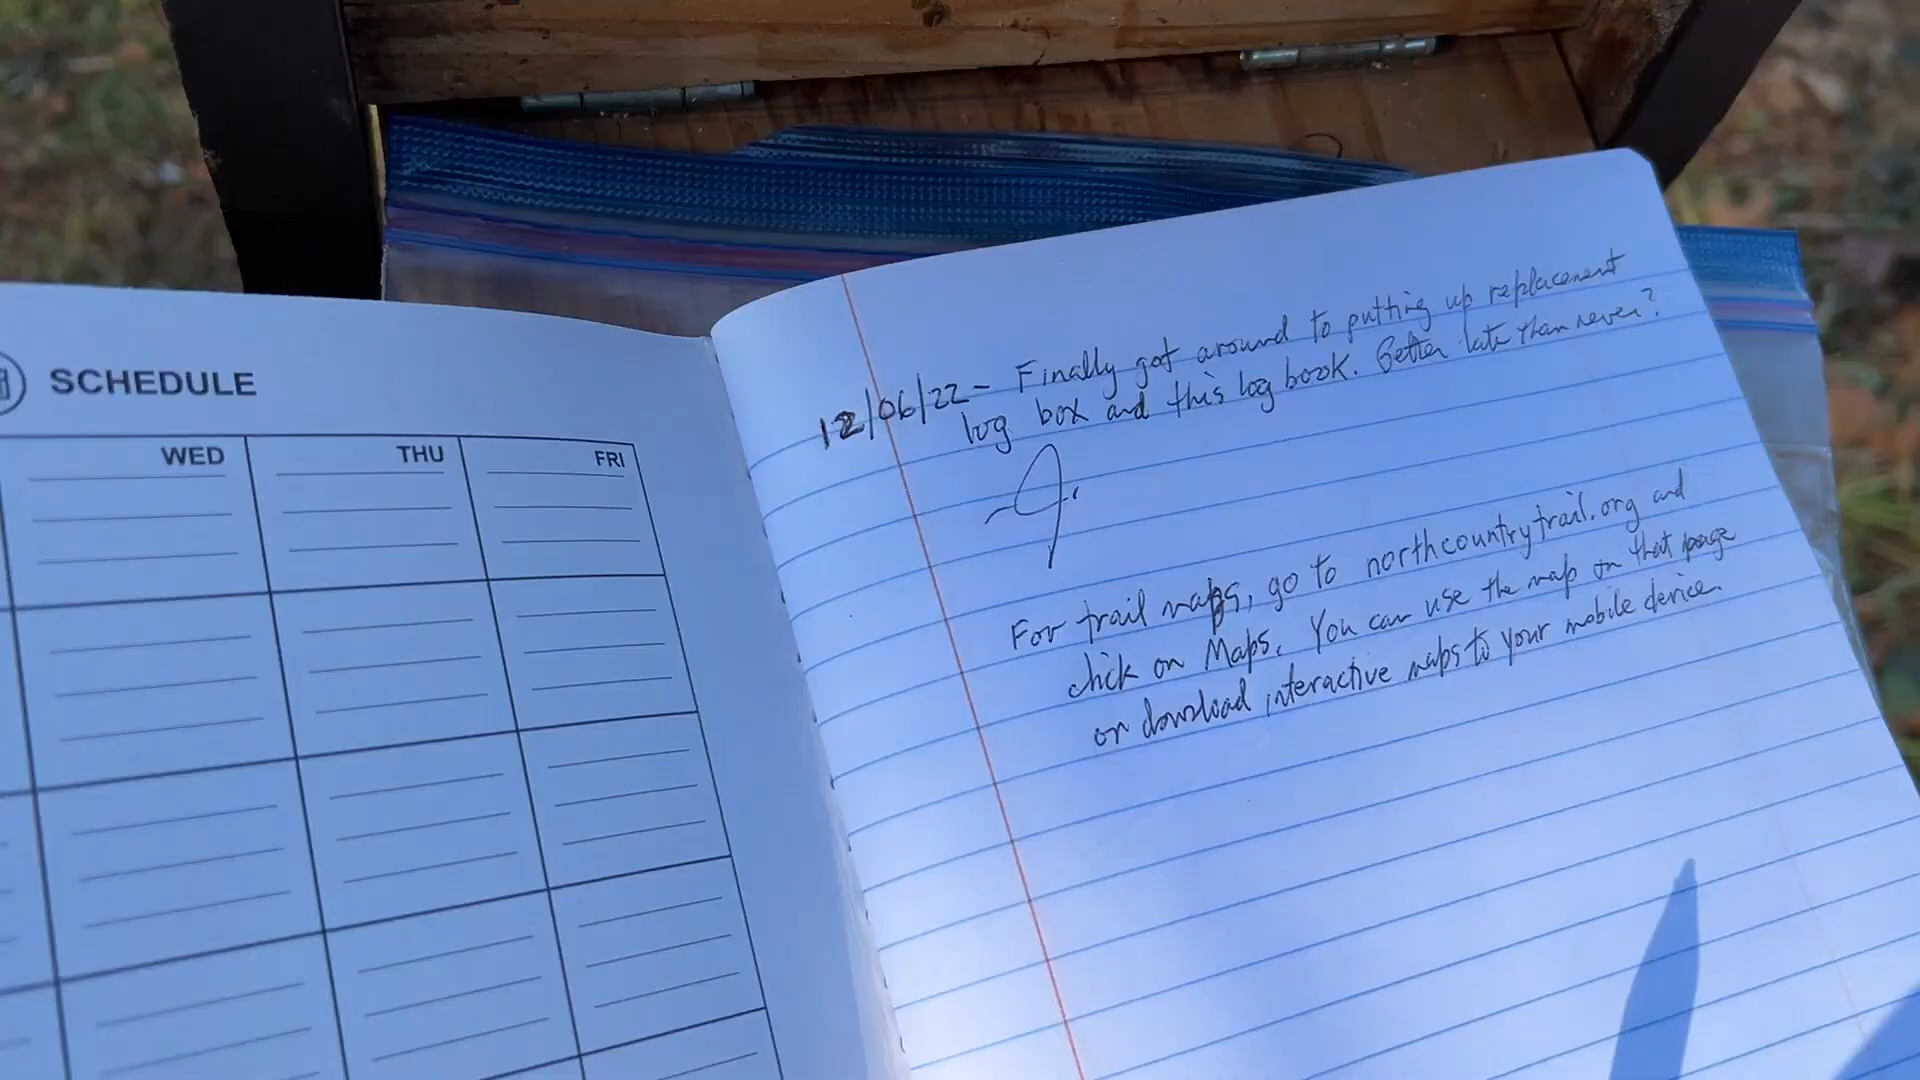 SCHEDULE
WED THU FRI
12/06/22- Finally got around to putting up replacement
log box and this log book. Better late than never?
For trail maps, go to northcountrytrail.org and
click on Maps. You can use the map on that page
or download interactive maps to your mobile device.